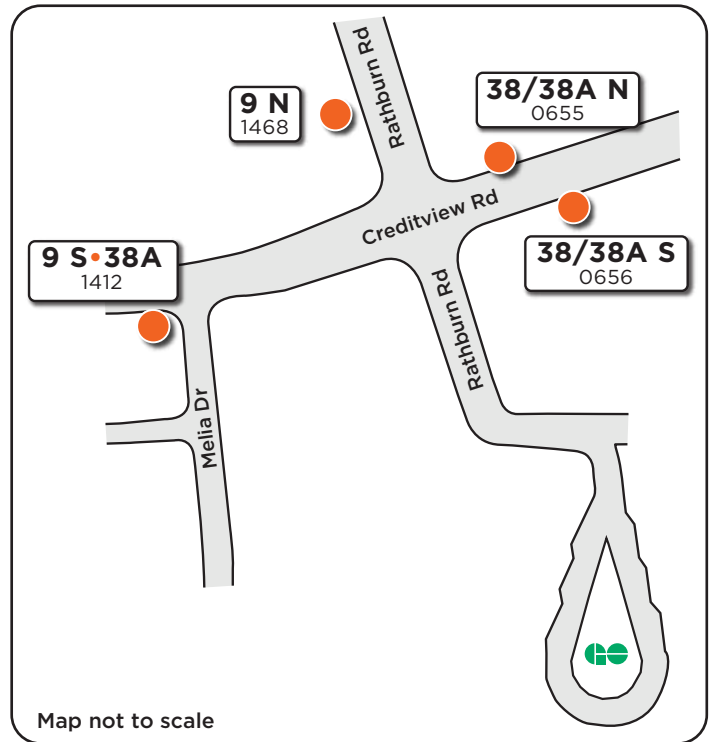 Rathburn Rd
9 N
1468
38/38A N
0655
Creditview Rd
9 S•38A
1412
38/38A S
0656
Rathburn Rd
Melia Dr
GO
Map not to scale